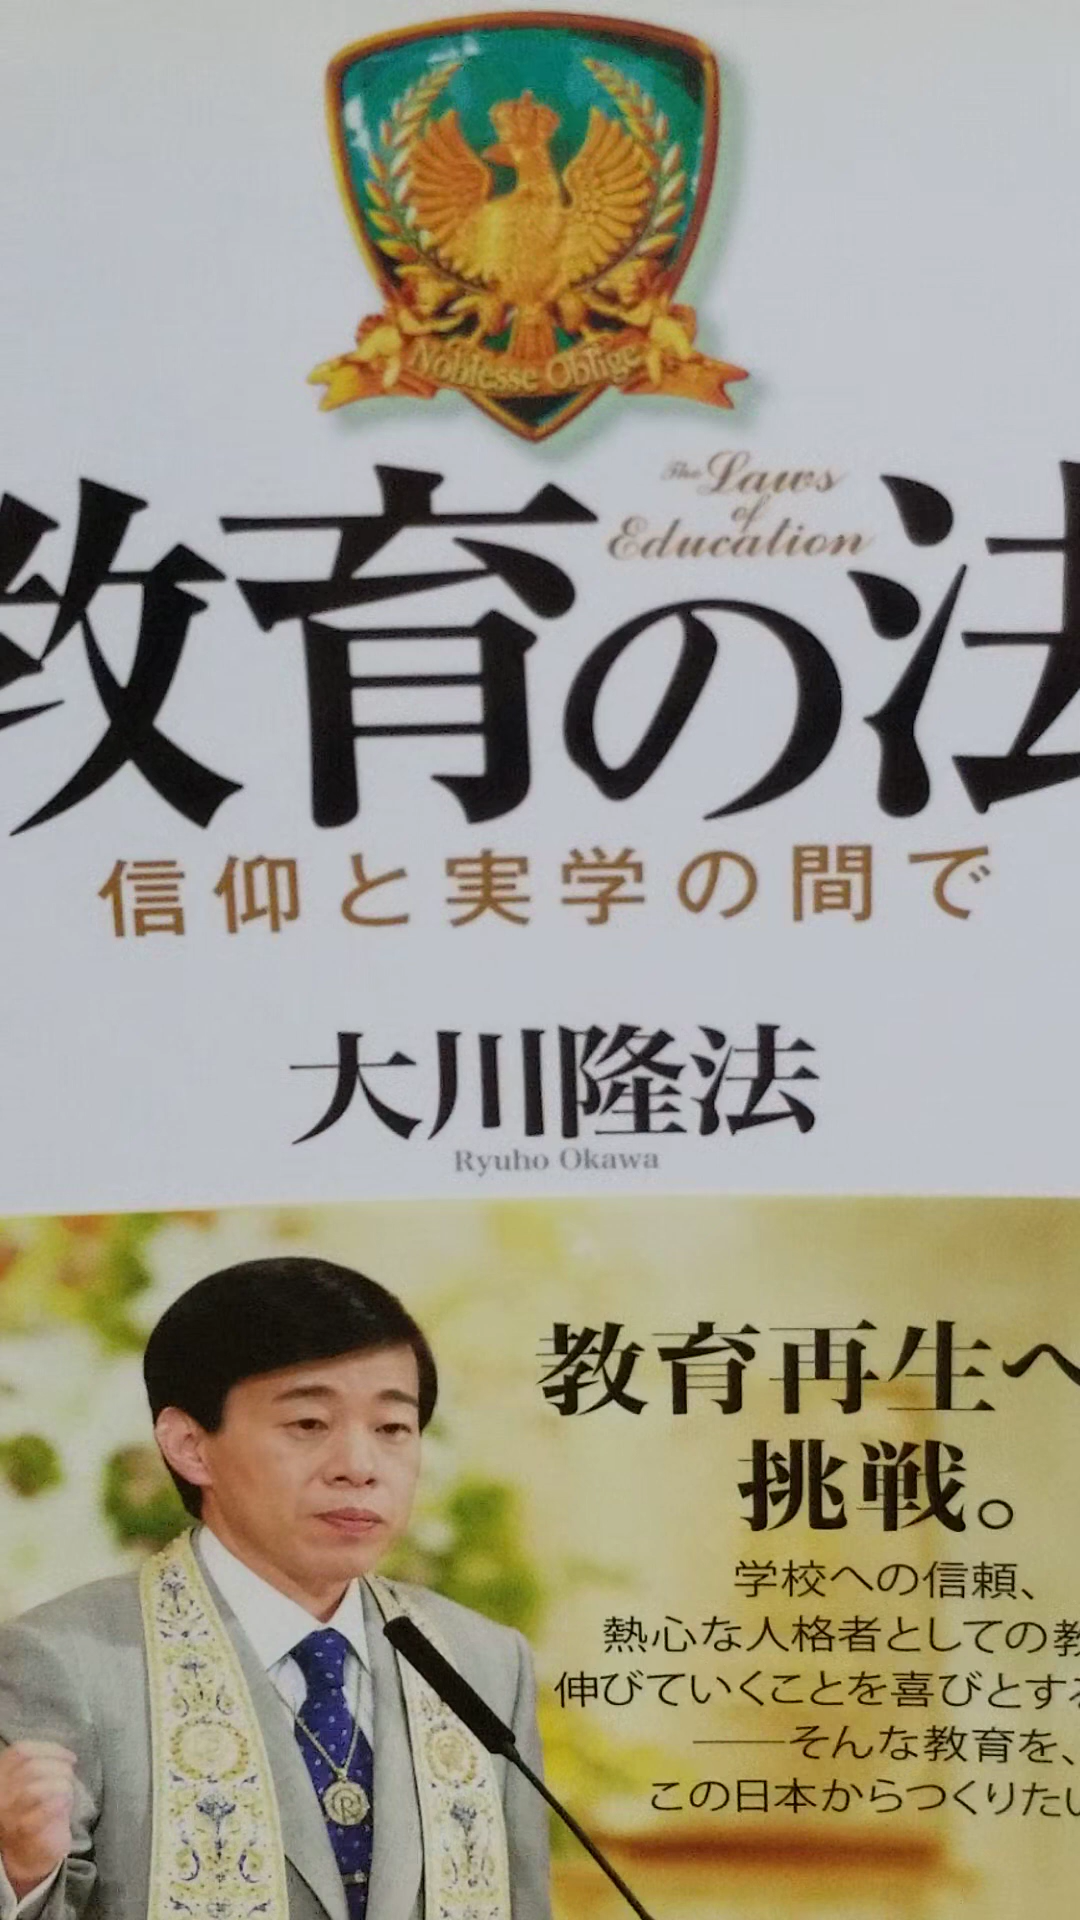 Noblesse Oblige
The Laws
of
Education
教育の法
信仰と実学の間で
大川隆法
Ryuho Okawa
教育再生へ
挑戦。
学校への信頼、
熱心な人格者としての教
伸びていくことを喜びとする
──そんな教育を、
この日本からつくりたい